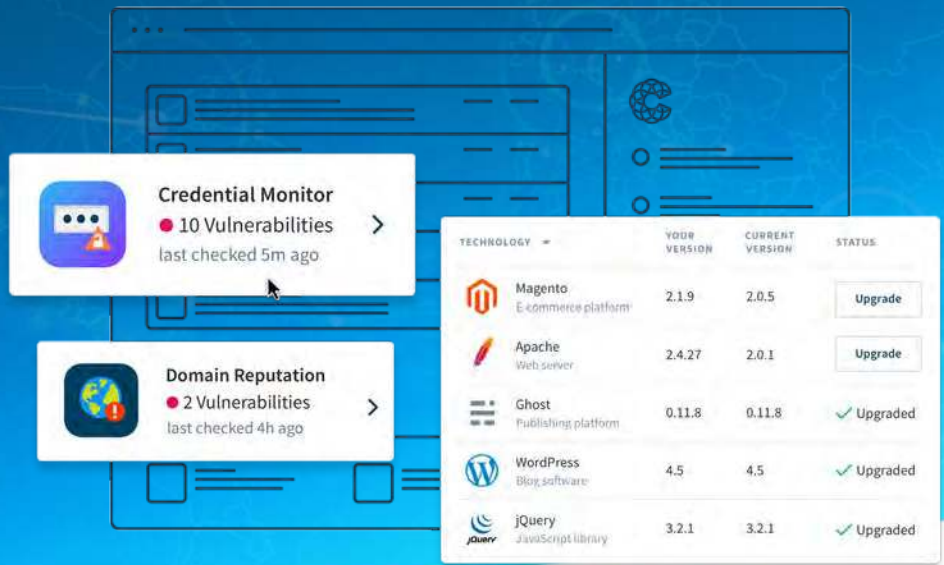 Credential Monitor
10 Vulnerabilities
last checked 5m ago
Domain Reputation
2 Vulnerabilities
last checked 4h ago
TECHNOLOGY YOUR VERSION CURRENT VERSION STATUS
Magento 2.1.9 2.0.5 Upgrade
E-commerce platform
Apache 2.4.27 2.0.1 Upgrade
Web server
Ghost 0.11.8 0.11.8 Upgraded
Publishing platform
WordPress 4.5 4.5 Upgraded
Blog software
jQuery jQuery 3.2.1 3.2.1 Upgraded
JavaScript library